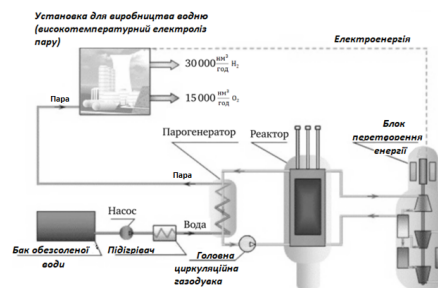 Установка для виробництва водню
(високотемпературний електроліз
пару)
Електроенергія
30 000 нм³/год H₂
15 000 нм³/год O₂
Пара
Блок
перетворення
енергії
Парогенератор
Реактор
Пара
Насос
Вода
Бак обезсоленої
води
Підігрівач
Головна
циркуляційна
газодувка